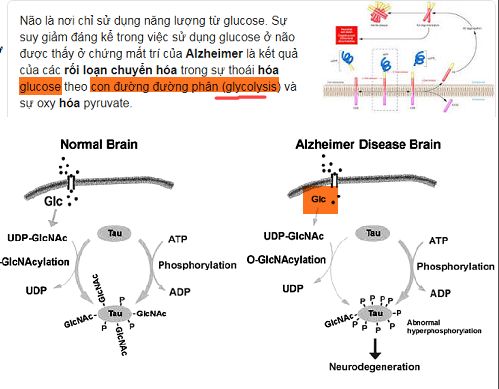 Não là nơi chỉ sử dụng năng lượng từ glucose. Sự
suy giảm đáng kể trong việc sử dụng glucose ở não
được thấy ở chứng mất trí của Alzheimer là kết quả
của các rối loạn chuyển hóa trong sự thoái hóa
glucose theo con đường đường phân (glycolysis) và
sự oxy hóa pyruvate.
Normal Brain
Glc
UDP-GlcNAc
-GlcNAcylation
UDP
Tau
ATP
Phosphorylation
ADP
GlcNAc
GlcNAc
P
P
Tau
GlcNAc
P
P
GlcNAc
Alzheimer Disease Brain
Glc
UDP-GlcNAc
O-GlcNAcylation
UDP
Tau
ATP
Phosphorylation
ADP
P P P P
GlcNAc
Tau
P
P
P
Abnormal
hyperphosphorylation
Neurodegeneration